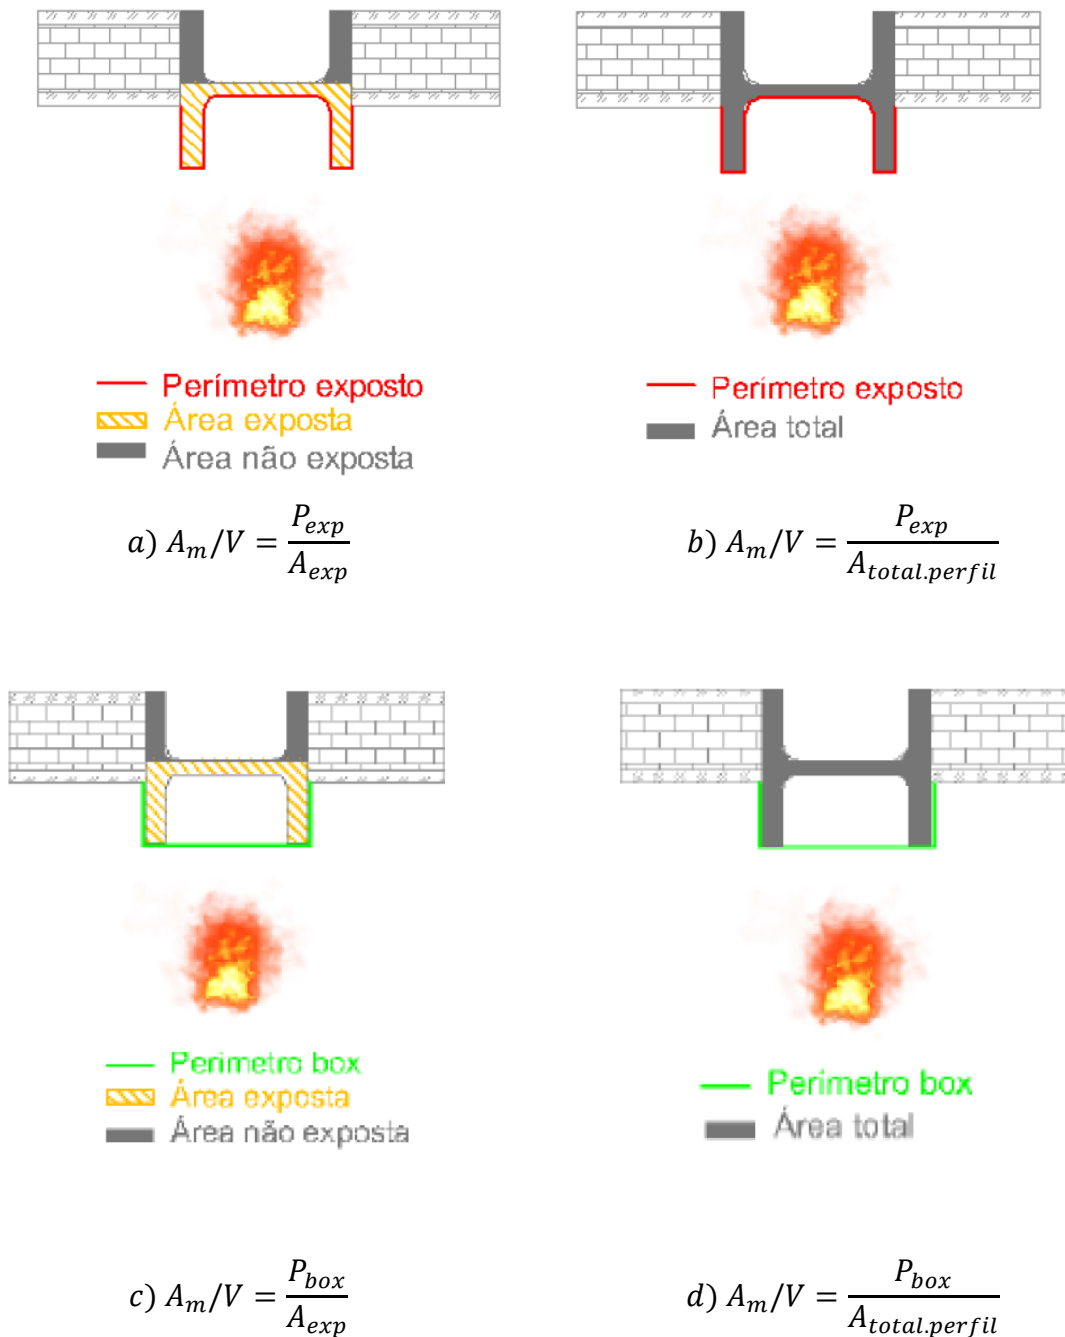 Perímetro exposto
Área exposta
Área não exposta
a) A_m/V = P_exp / A_exp
Perímetro exposto
Área total
b) A_m/V = P_exp / A_total.perfil
Perimetro box
Área exposta
Área não exposta
c) A_m/V = P_box / A_exp
Perímetro box
Área total
d) A_m/V = P_box / A_total.perfil